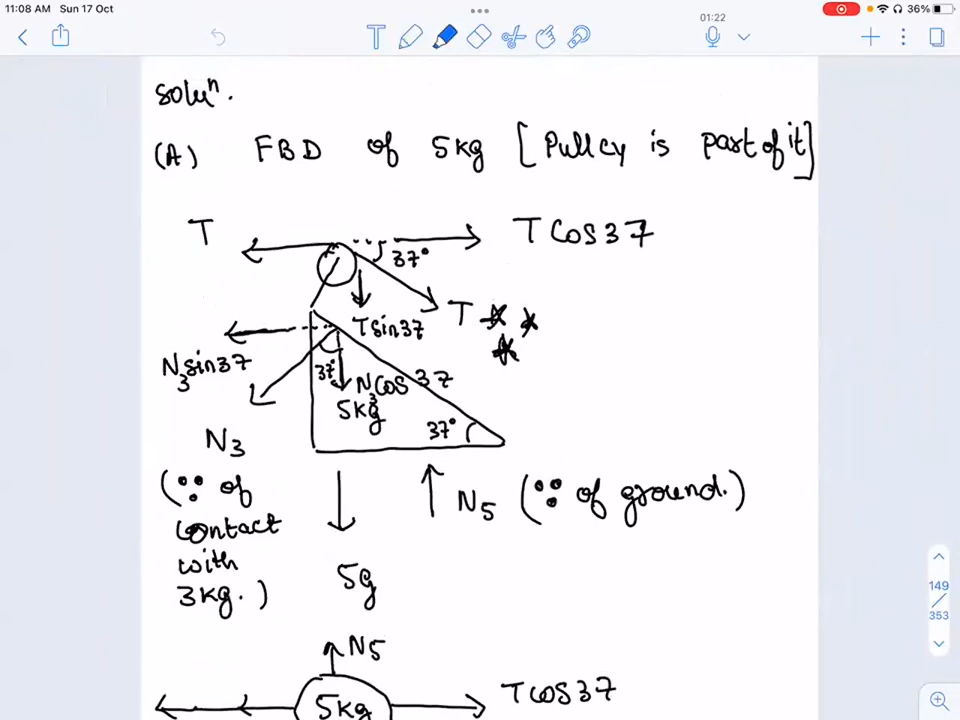 11:08 AM Sun 17 Oct
36%
01:22
Soluⁿ.
(A) FBD of 5kg [Pulley is part of it]
T
T Cos 37
37°
T
T sin 37
N₃ sin 37
37°
N₃ Cos 37
5kg
37°
N₃
(∵ of contact with 3kg.)
N₅ (∵ of ground.)
5g
N₅
5kg
T cos 37
149
353